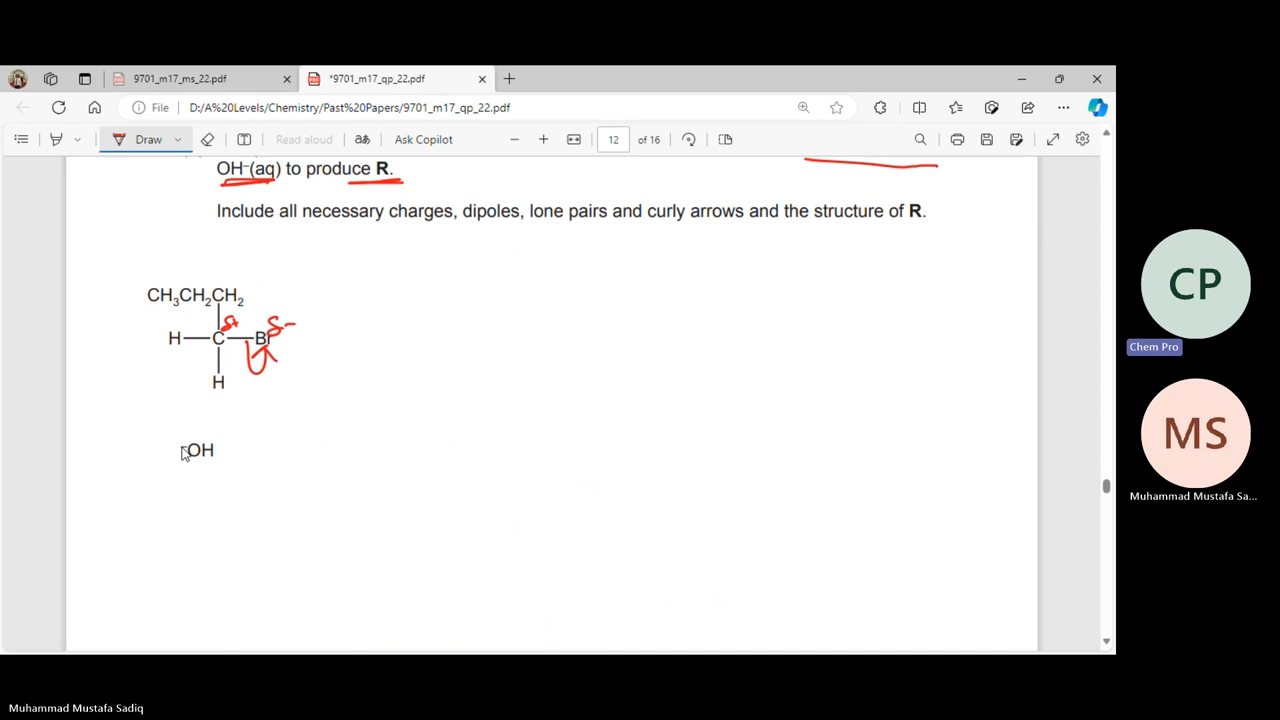 9701_m17_ms_22.pdf
*9701_m17_qp_22.pdf
File D:/A%20Levels/Chemistry/Past%20Papers/9701_m17_qp_22.pdf
Draw Read aloud aあ Ask Copilot 12 of 16
OH⁻(aq) to produce R.
Include all necessary charges, dipoles, lone pairs and curly arrows and the structure of R.
CH₃CH₂CH₂
δ+ δ−
H C Br
H
OH
CP
Chem Pro
MS
Muhammad Mustafa Sa...
Muhammad Mustafa Sadiq